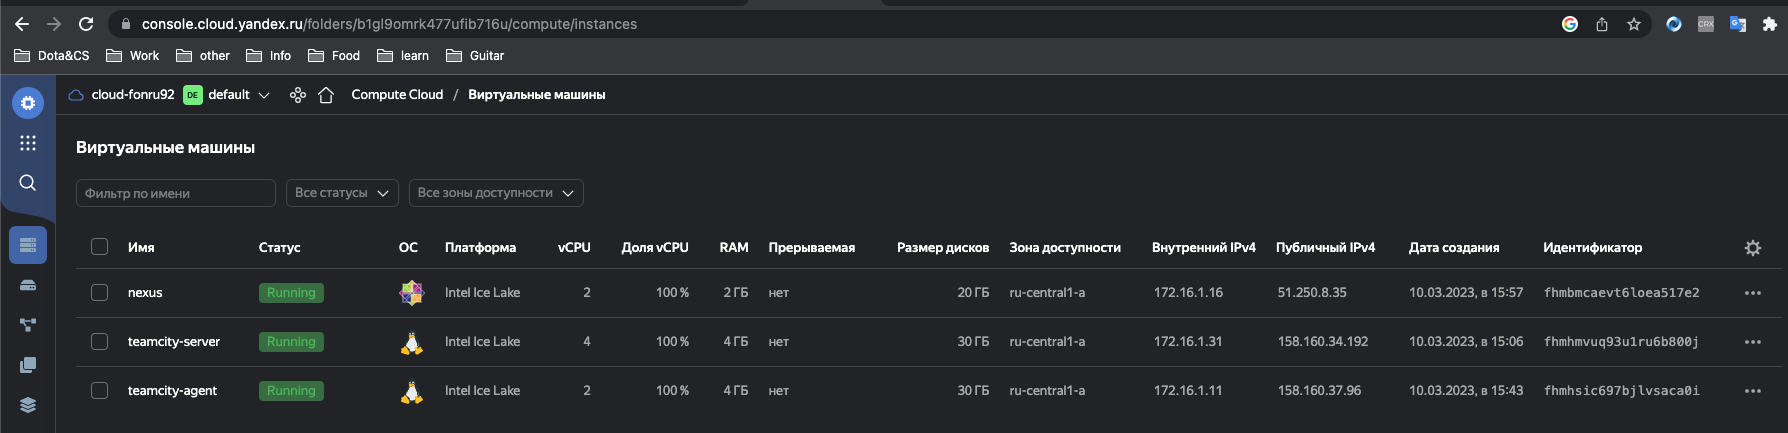 console.cloud.yandex.ru/folders/b1gl9omrk477ufib716u/compute/instances
CRX
Dota&CS Work other Info Food learn Guitar
cloud-fonru92 DE default Compute Cloud / Виртуальные машины
Виртуальные машины
Фильтр по имени Все статусы Все зоны доступности
Имя Статус ОС Платформа vCPU Доля vCPU RAM Прерываемая Размер дисков Зона доступности Внутренний IPv4 Публичный IPv4 Дата создания Идентификатор
nexus Running Intel Ice Lake 2 100 % 2 ГБ нет 20 ГБ ru-central1-a 172.16.1.16 51.250.8.35 10.03.2023, в 15:57 fhmbmcaevt6loea517e2
teamcity-server Running Intel Ice Lake 4 100 % 4 ГБ нет 30 ГБ ru-central1-a 172.16.1.31 158.160.34.192 10.03.2023, в 15:06 fhmhmvuq93u1ru6b800j
teamcity-agent Running Intel Ice Lake 2 100 % 4 ГБ нет 30 ГБ ru-central1-a 172.16.1.11 158.160.37.96 10.03.2023, в 15:43 fhmhsic697bjlvsaca0i